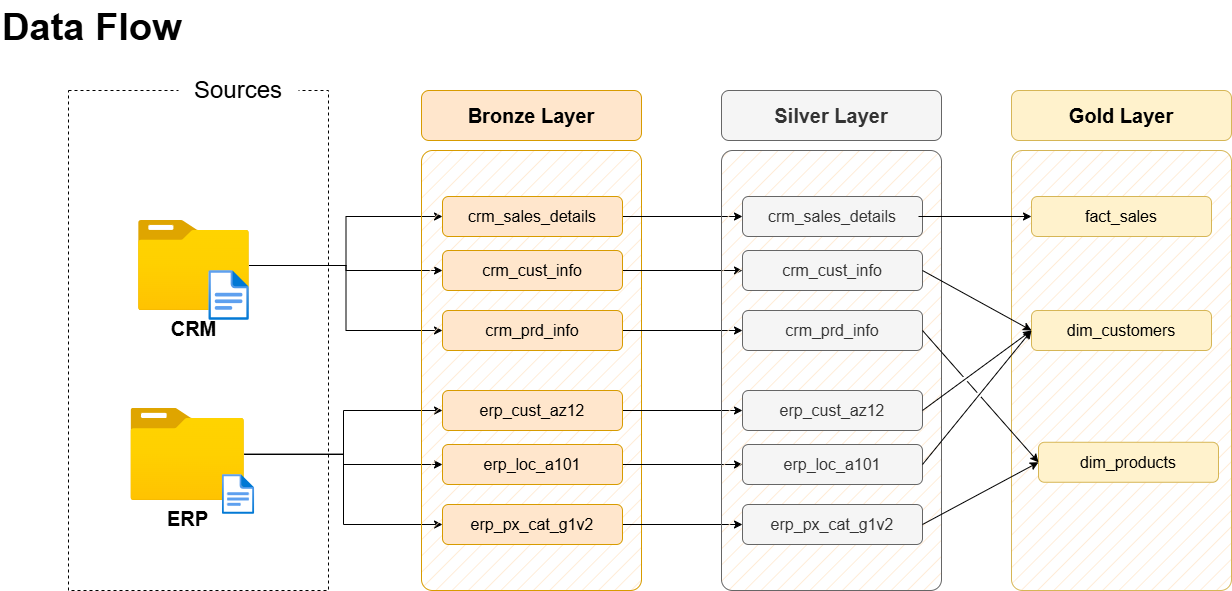 Data Flow
Sources
CRM
ERP
Bronze Layer
crm_sales_details
crm_cust_info
crm_prd_info
erp_cust_az12
erp_loc_a101
erp_px_cat_g1v2
Silver Layer
crm_sales_details
crm_cust_info
crm_prd_info
erp_cust_az12
erp_loc_a101
erp_px_cat_g1v2
Gold Layer
fact_sales
dim_customers
dim_products